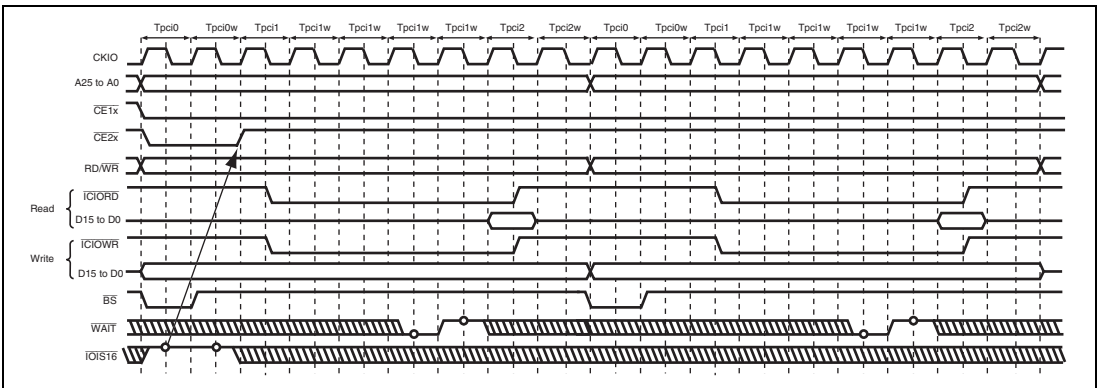 Tpci0 Tpci0w Tpci1 Tpci1w Tpci1w Tpci1w Tpci1w Tpci2 Tpci2w Tpci0 Tpci0w Tpci1 Tpci1w Tpci1w Tpci1w Tpci1w Tpci2 Tpci2w
CKIO
A25 to A0
CE1x
CE2x
RD/WR
Read
ICIORD
D15 to D0
Write
ICIOWR
D15 to D0
BS
WAIT
IOIS16